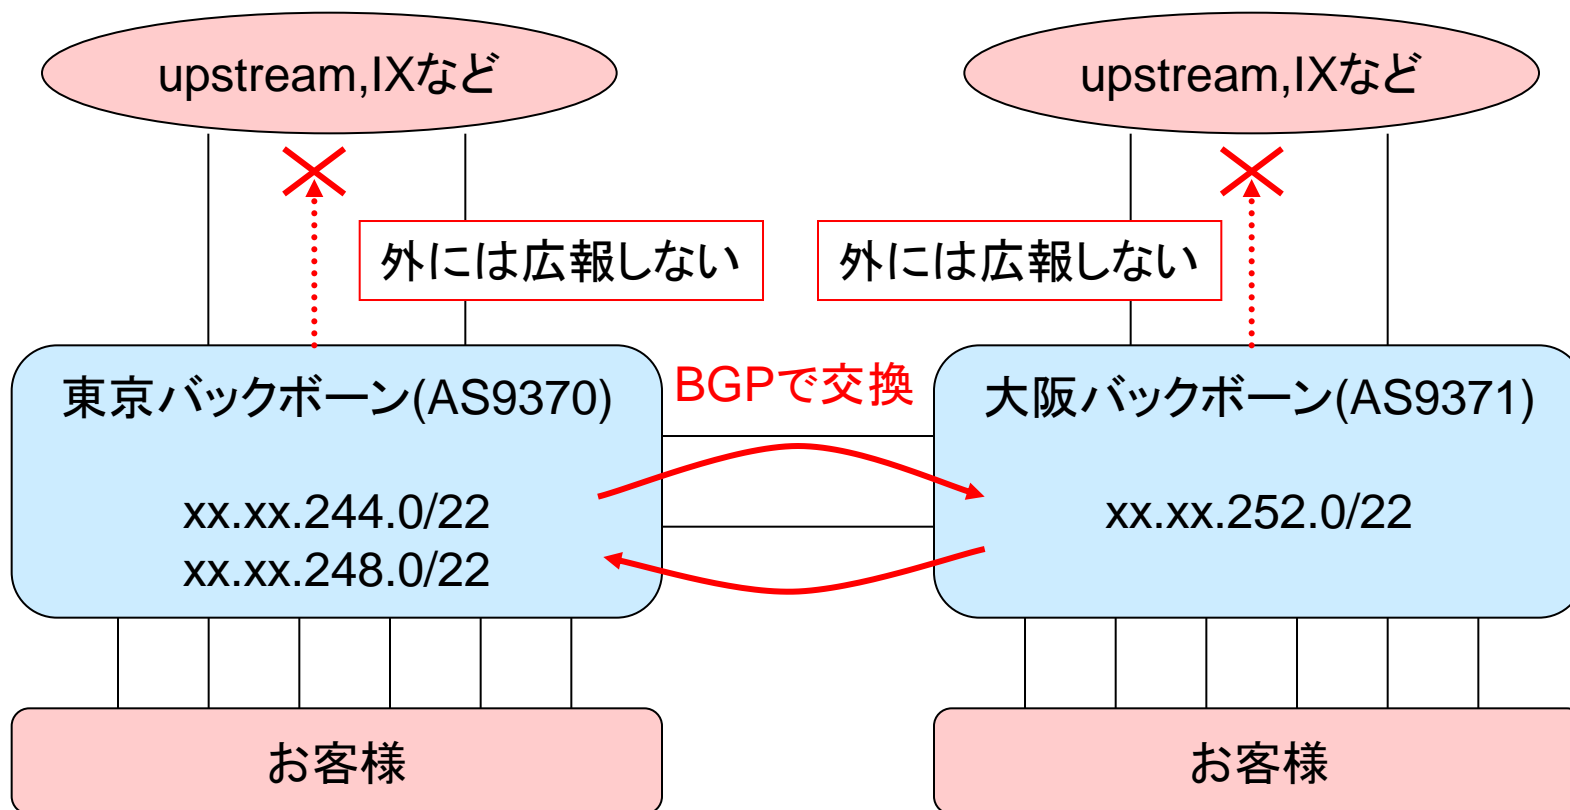 upstream,IXなど
upstream,IXなど
外には広報しない
外には広報しない
東京バックボーン(AS9370)
BGPで交換
大阪バックボーン(AS9371)
xx.xx.244.0/22
xx.xx.248.0/22
xx.xx.252.0/22
お客様
お客様